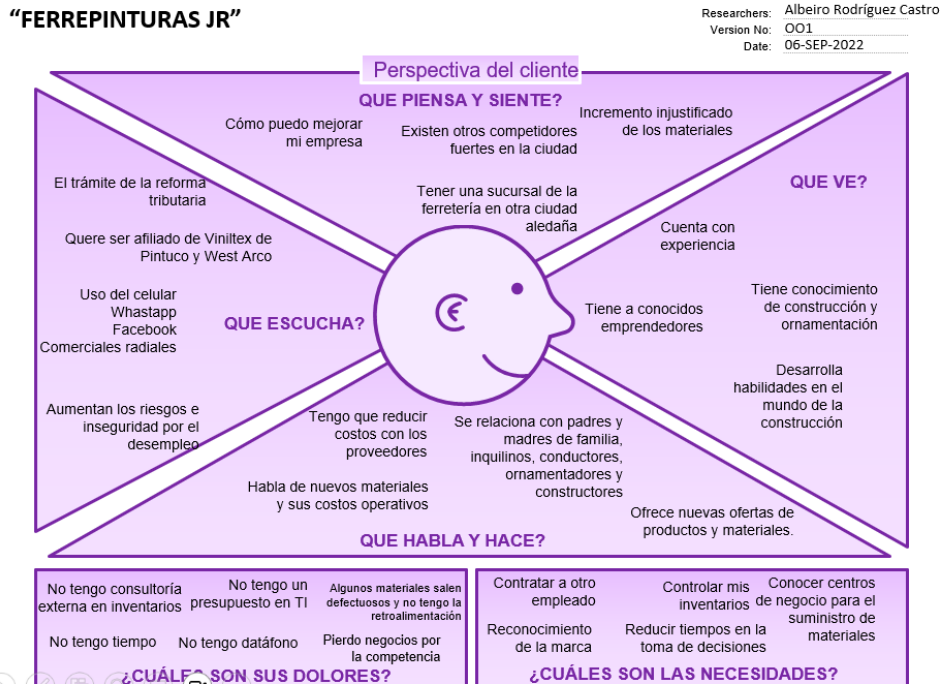 “FERREPINTURAS JR”
Researchers: Albeiro Rodríguez Castro
Version No: OO1
Date: 06-SEP-2022
Perspectiva del cliente
QUE PIENSA Y SIENTE?
Cómo puedo mejorar
mi empresa
Existen otros competidores
fuertes en la ciudad
Incremento injustificado
de los materiales
Tener una sucursal de la
ferretería en otra ciudad
aledaña
QUE VE?
Cuenta con
experiencia
Tiene a conocidos
emprendedores
Tiene conocimiento
de construcción y
ornamentación
Desarrolla
habilidades en el
mundo de la
construcción
El trámite de la reforma
tributaria
Quere ser afiliado de Viniltex de
Pintuco y West Arco
Uso del celular
Whastapp
Facebook
Comerciales radiales
QUE ESCUCHA?
Aumentan los riesgos e
inseguridad por el
desempleo
Tengo que reducir
costos con los
proveedores
Se relaciona con padres y
madres de familia,
inquilinos, conductores,
ornamentadores y
constructores
Habla de nuevos materiales
y sus costos operativos
Ofrece nuevas ofertas de
productos y materiales.
QUE HABLA Y HACE?
No tengo consultoría
externa en inventarios
No tengo un
presupuesto en TI
Algunos materiales salen
defectuosos y no tengo la
retroalimentación
No tengo tiempo
No tengo datáfono
Pierdo negocios por
la competencia
¿CUÁLES SON SUS DOLORES?
Contratar a otro
empleado
Controlar mis
inventarios
Conocer centros
de negocio para el
suministro de
materiales
Reconocimiento
de la marca
Reducir tiempos en la
toma de decisiones
¿CUÁLES SON LAS NECESIDADES?